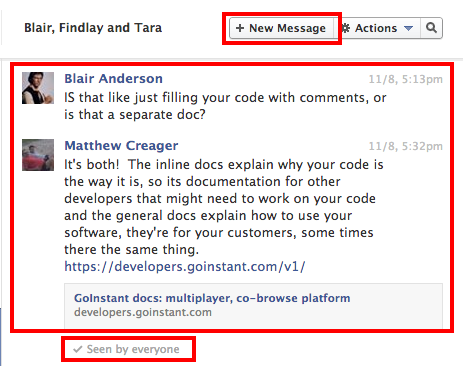 Blair, Findlay and Tara
+ New Message
Actions
Blair Anderson
11/8, 5:13pm
IS that like just filling your code with comments, or
is that a separate doc?
Matthew Creager
11/8, 5:32pm
It's both!  The inline docs explain why your code is
the way it is, so its documentation for other
developers that might need to work on your code
and the general docs explain how to use your
software, they're for your customers, some times
there the same thing.
https://developers.goinstant.com/v1/
GoInstant docs: multiplayer, co-browse platform
developers.goinstant.com
✓ Seen by everyone